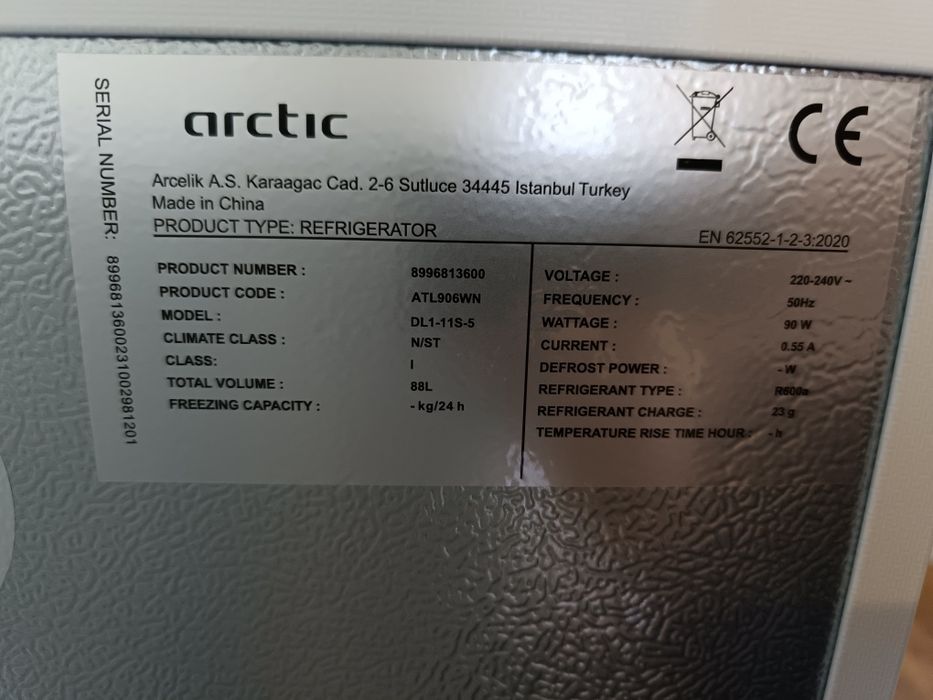 arctic
CE
Arcelik A.S. Karaagac Cad. 2-6 Sutluce 34445 Istanbul Turkey
Made in China
PRODUCT TYPE: REFRIGERATOR
EN 62552-1-2-3:2020
PRODUCT NUMBER : 8996813600
PRODUCT CODE : ATL906WN
MODEL : DL1-11S-5
CLIMATE CLASS : N/ST
CLASS: I
TOTAL VOLUME : 88L
FREEZING CAPACITY : - kg/24 h
VOLTAGE : 220-240V ~
FREQUENCY : 50Hz
WATTAGE : 90 W
CURRENT : 0.55 A
DEFROST POWER : - W
REFRIGERANT TYPE : R600a
REFRIGERANT CHARGE : 23 g
TEMPERATURE RISE TIME HOUR : - h
SERIAL NUMBER: 8996813600231002981201